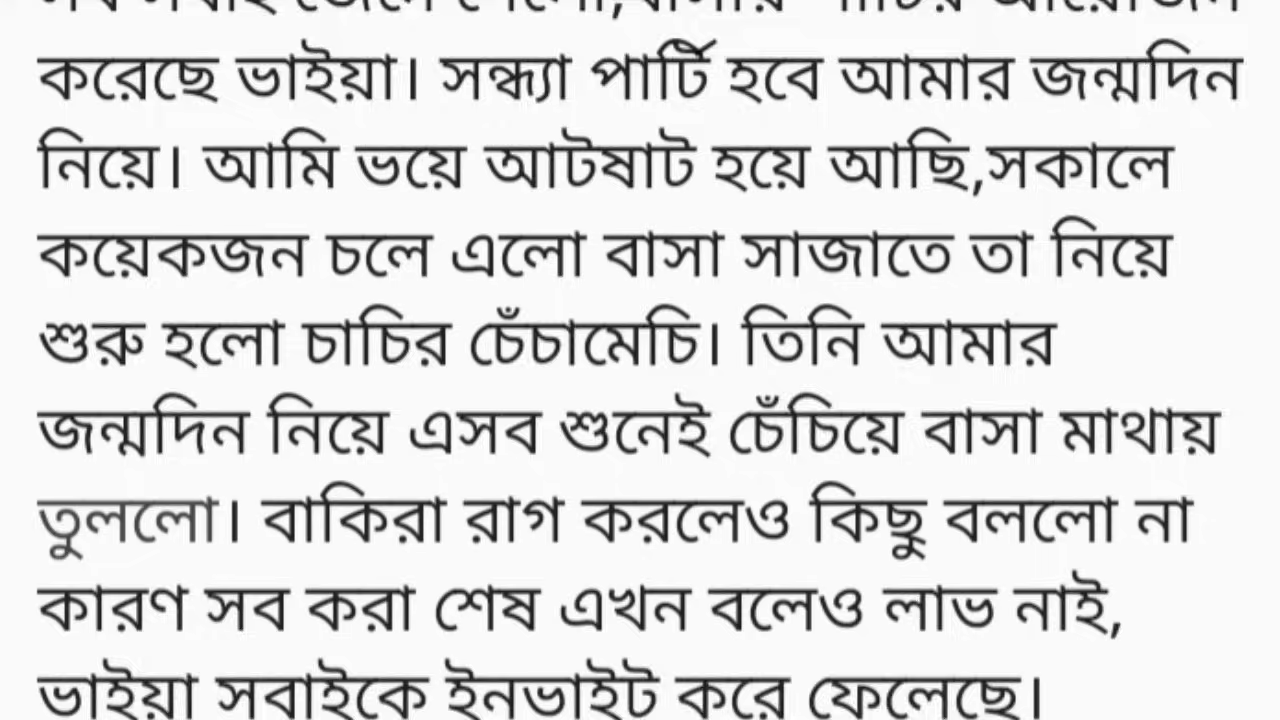 করেছে ভাইয়া। সন্ধ্যা পার্টি হবে আমার জন্মদিন
নিয়ে। আমি ভয়ে আটষাট হয়ে আছি,সকালে
কয়েকজন চলে এলো বাসা সাজাতে তা নিয়ে
শুরু হলো চাচির চেঁচামেচি। তিনি আমার
জন্মদিন নিয়ে এসব শুনেই চেঁচিয়ে বাসা মাথায়
তুললো। বাকিরা রাগ করলেও কিছু বললো না
কারণ সব করা শেষ এখন বলেও লাভ নাই,
ভাইয়া সবাইকে ইনভাইট করে ফেলেছে।